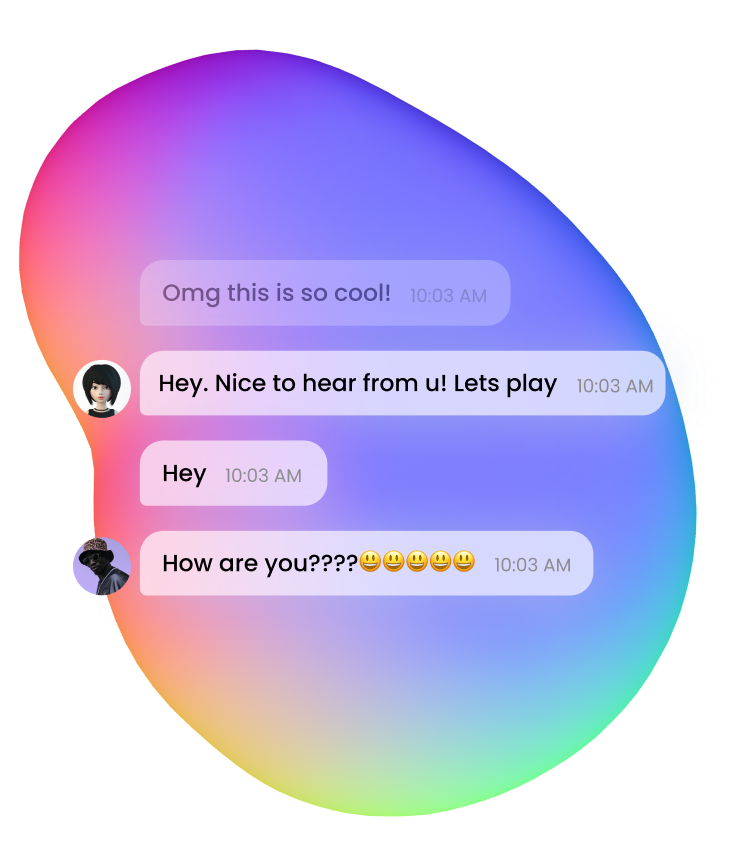 Omg this is so cool! 10:03 AM
Hey. Nice to hear from u! Lets play 10:03 AM
Hey 10:03 AM
How are you????😃😃😃😃😃 10:03 AM